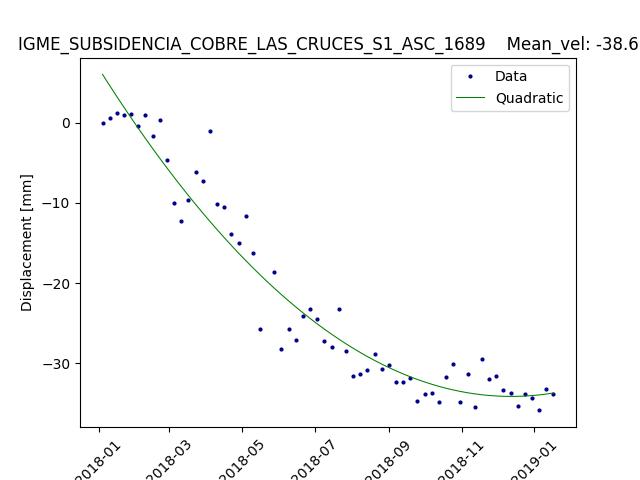 IGME_SUBSIDENCIA_COBRE_LAS_CRUCES_S1_ASC_1689 Mean_vel: -38.6
Data
Quadratic
Displacement [mm]
0
−10
−20
−30
2018-01
2018-03
2018-05
2018-07
2018-09
2018-11
2019-01